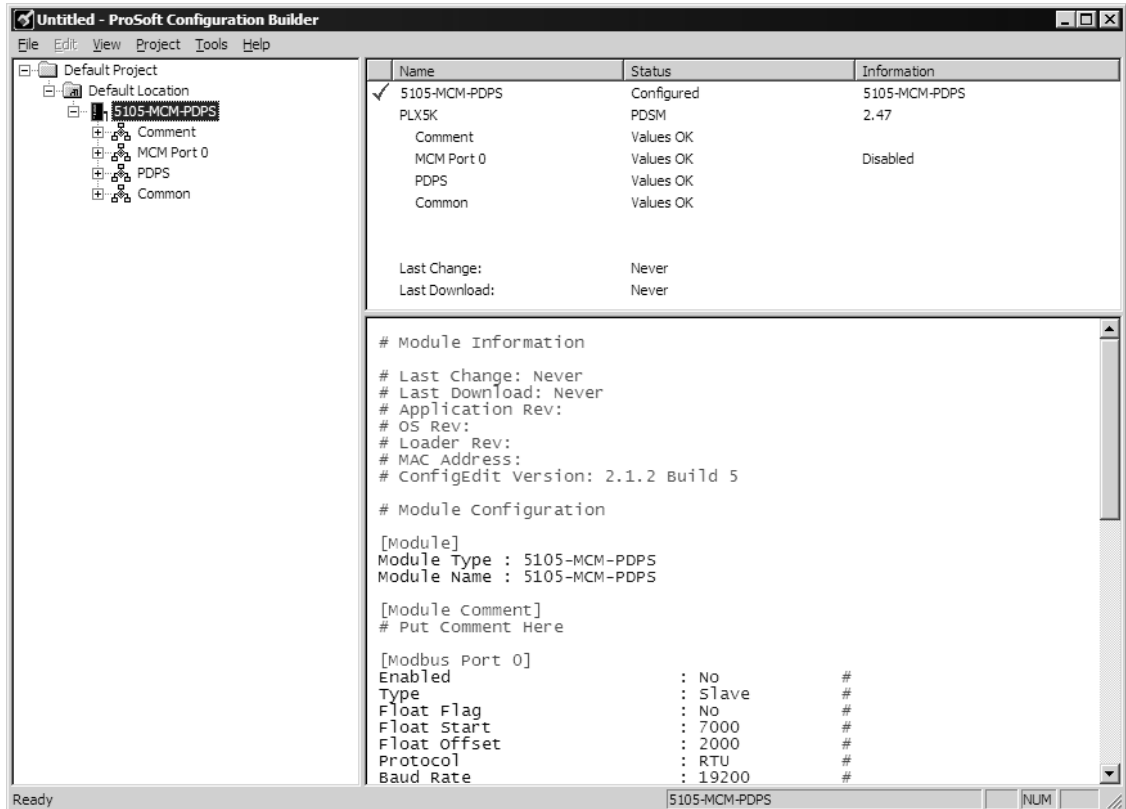 Untitled - ProSoft Configuration Builder
File Edit View Project Tools Help
Default Project
Default Location
5105-MCM-PDPS
Comment
MCM Port 0
PDPS
Common
Name Status Information
5105-MCM-PDPS Configured 5105-MCM-PDPS
PLX5K PDSM 2.47
Comment Values OK
MCM Port 0 Values OK Disabled
PDPS Values OK
Common Values OK
Last Change: Never
Last Download: Never
# Module Information
# Last Change: Never
# Last Download: Never
# Application Rev:
# OS Rev:
# Loader Rev:
# MAC Address:
# ConfigEdit Version: 2.1.2 Build 5
# Module Configuration
[Module]
Module Type : 5105-MCM-PDPS
Module Name : 5105-MCM-PDPS
[Module Comment]
# Put Comment Here
[Modbus Port 0]
Enabled : No #
Type : Slave #
Float Flag : No #
Float Start : 7000 #
Float Offset : 2000 #
Protocol : RTU #
Baud Rate : 19200 #
Ready 5105-MCM-PDPS NUM